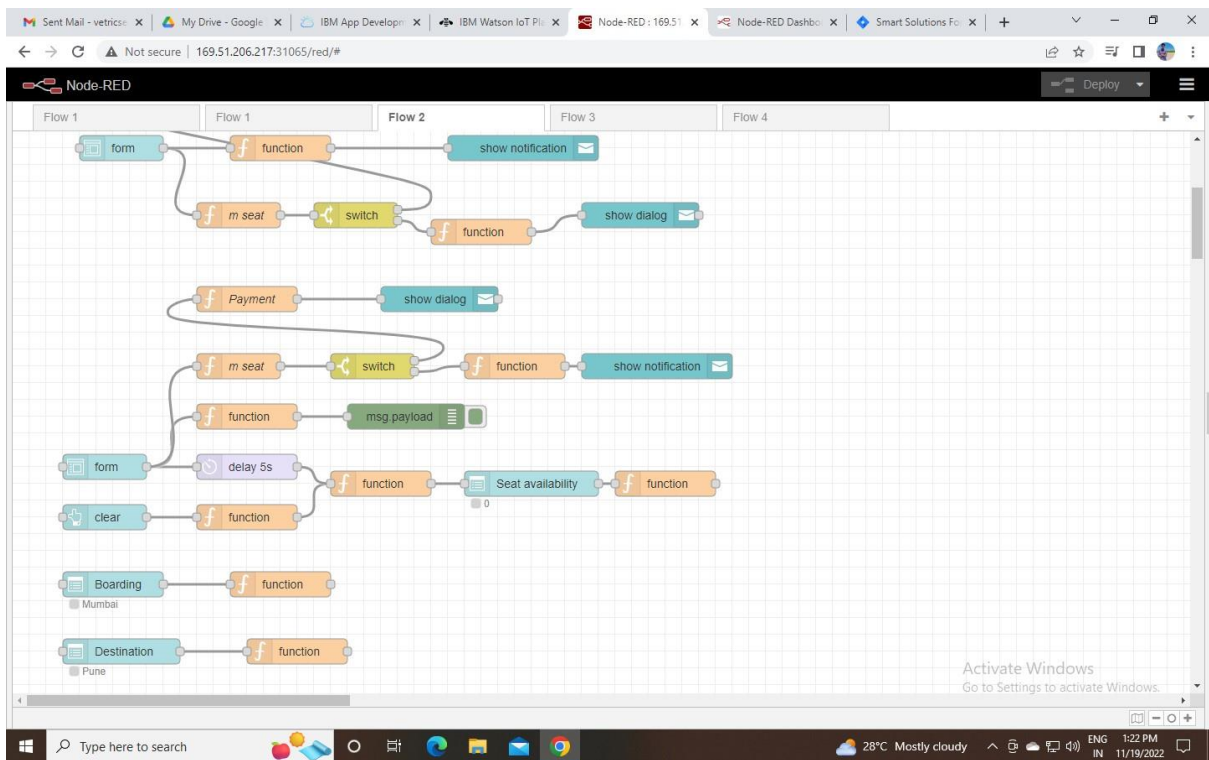 Sent Mail - vetricse
My Drive - Google
IBM App Developm
IBM Watson IoT Pla
Node-RED : 169.51
Node-RED Dashbo
Smart Solutions Fo
Not secure | 169.51.206.217:31065/red/#
Node-RED
Deploy
Flow 1
Flow 1
Flow 2
Flow 3
Flow 4
form
function
show notification
m seat
switch
function
show dialog
Payment
show dialog
m seat
switch
function
show notification
function
msg.payload
form
delay 5s
function
Seat availability
function
0
clear
function
Boarding
function
Mumbai
Destination
function
Pune
Activate Windows
Go to Settings to activate Windows.
Type here to search
28°C Mostly cloudy
ENG
IN
1:22 PM
11/19/2022